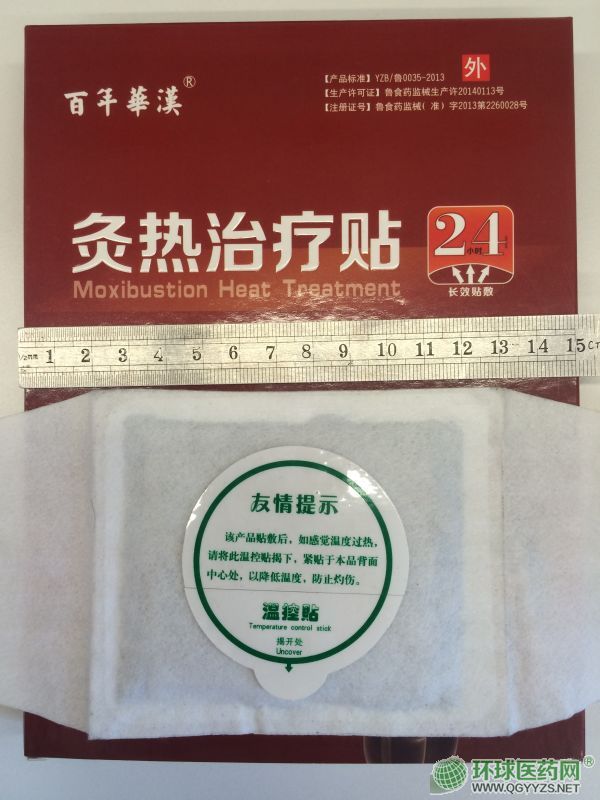 百年華漢®
【产品标准】 YZB/鲁0035-2013
外
【生产许可证】 鲁食药监械生产许20140113号
【注册证号】 鲁食药监械(准)字2013第2260028号
灸热治疗贴
Moxibustion Heat Treatment
24
小时
长效贴敷
1/2mm 1 2 3 4 5 6 7 8 9 10 11 12 13 14 15 Cm
友情提示
该产品贴敷后，如感觉温度过热，
请将此温控贴揭下，紧贴于本品背面
中心处，以降低温度，防止灼伤。
温控贴
Temperature control stick
揭开处
Uncover
环球医药网®
WWW.QGYYZS.NET